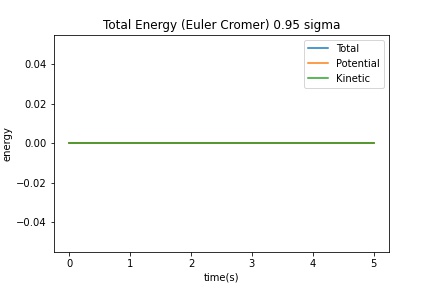 Total Energy (Euler Cromer) 0.95 sigma
Total
Potential
Kinetic
energy
0.04
0.02
0.00
−0.02
−0.04
0 1 2 3 4 5
time(s)